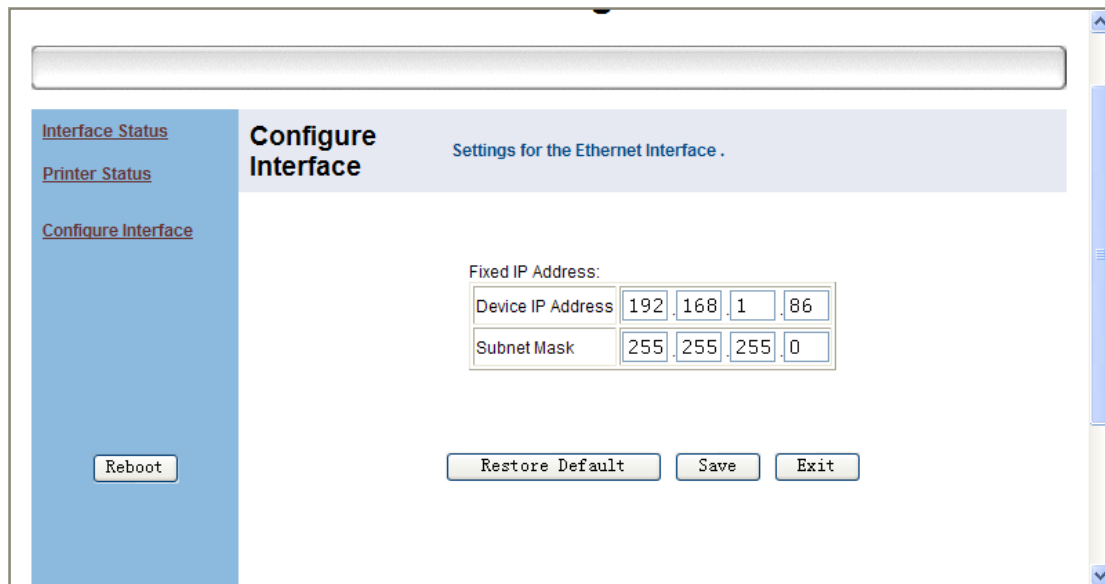 Interface Status
Printer Status
Configure Interface
Reboot
Configure
Interface
Settings for the Ethernet Interface .
Fixed IP Address:
Device IP Address 192 . 168 . 1 . 86
Subnet Mask 255 . 255 . 255 . 0
Restore Default Save Exit